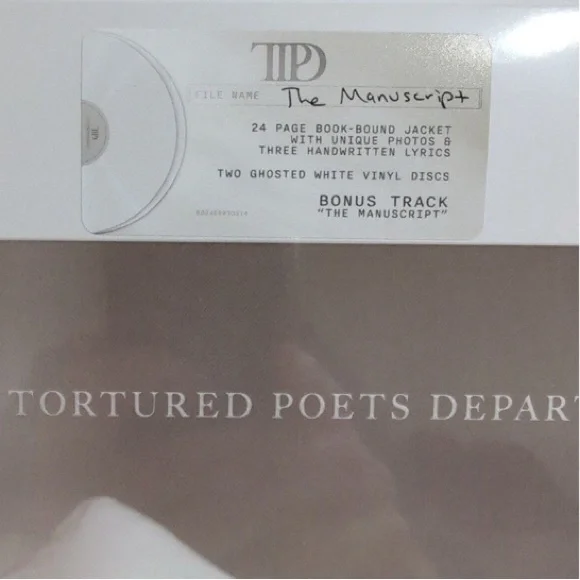 TTPD
FILE NAME The Manuscript
24 PAGE BOOK-BOUND JACKET
WITH UNIQUE PHOTOS &
THREE HANDWRITTEN LYRICS
TWO GHOSTED WHITE VINYL DISCS
BONUS TRACK
"THE MANUSCRIPT"
TORTURED POETS DEPART